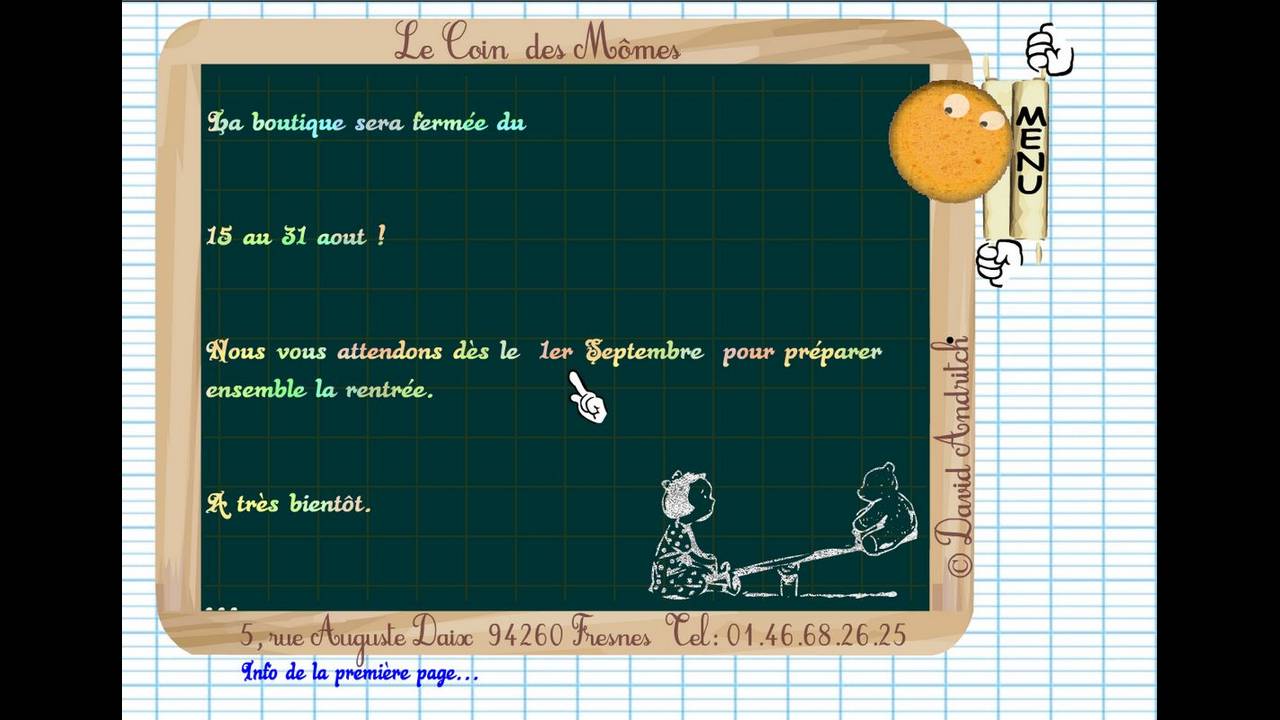 Le Coin des Mômes
MENU
La boutique sera fermée du
15 au 31 aout !
Nous vous attendons dès le 1er Septembre pour préparer
ensemble la rentrée.
A très bientôt.
...
© David Andritch
5, rue Auguste Daix 94260 Fresnes Tel: 01.46.68.26.25
Info de la première page...